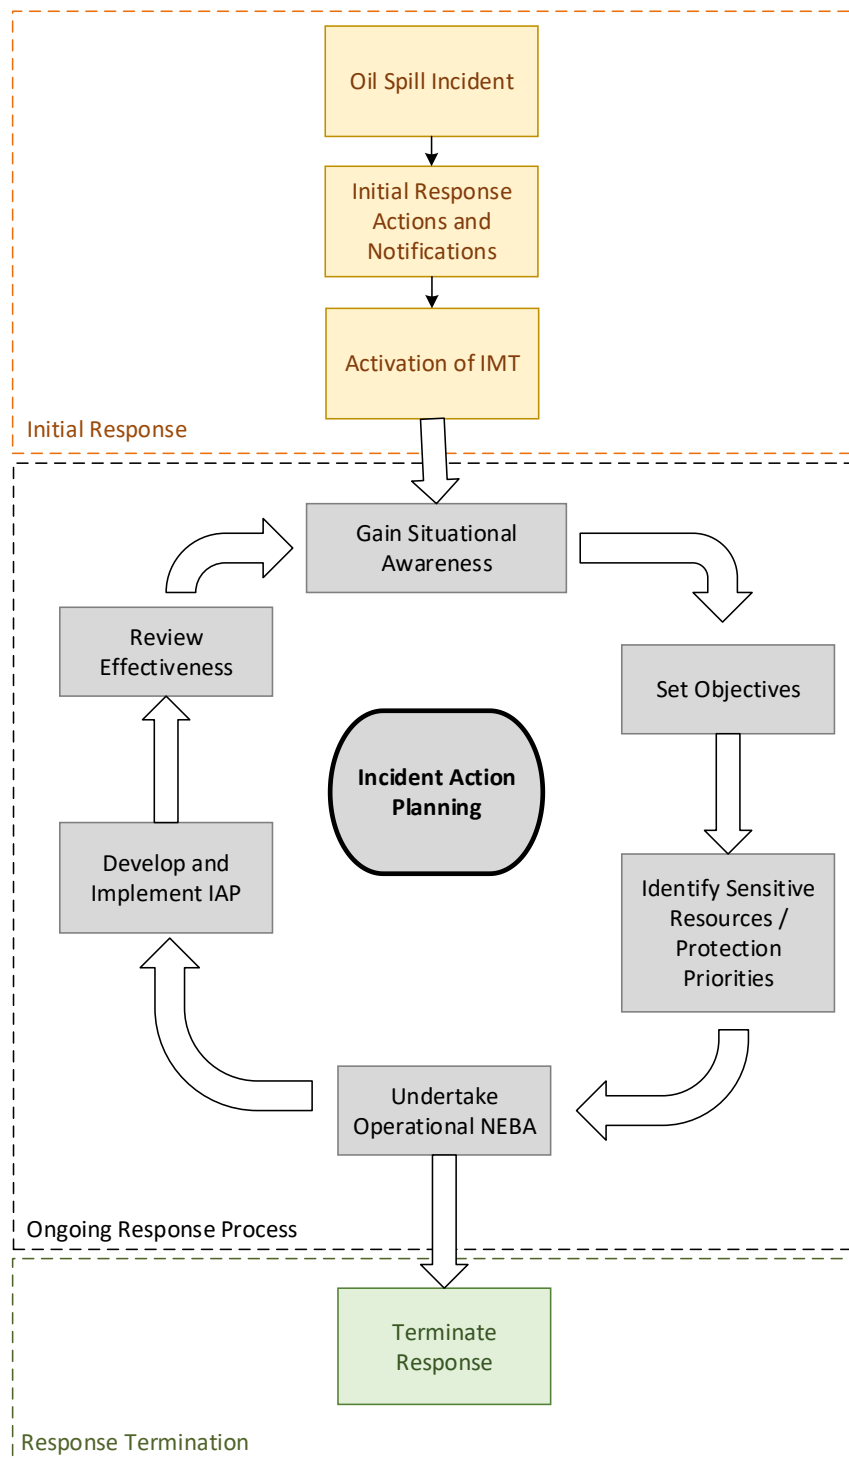 Oil Spill Incident
Initial Response
Actions and
Notifications
Activation of IMT
Initial Response
Gain Situational
Awareness
Set Objectives
Identify Sensitive
Resources /
Protection
Priorities
Undertake
Operational NEBA
Develop and
Implement IAP
Review
Effectiveness
Incident Action
Planning
Ongoing Response Process
Terminate
Response
Response Termination